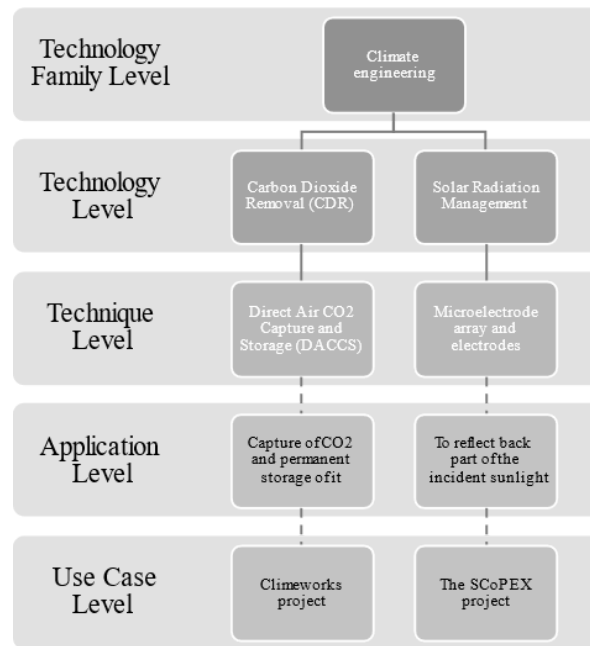 Technology
Family Level
Climate
engineering
Technology
Level
Carbon Dioxide
Removal (CDR)
Solar Radiation
Management
Technique
Level
Direct Air CO2
Capture and
Storage (DACCS)
Microelectrode
array and
electrodes
Application
Level
Capture of CO2
and permanent
storage of it
To reflect back
part of the
incident sunlight
Use Case
Level
Climeworks
project
The SCoPEX
project